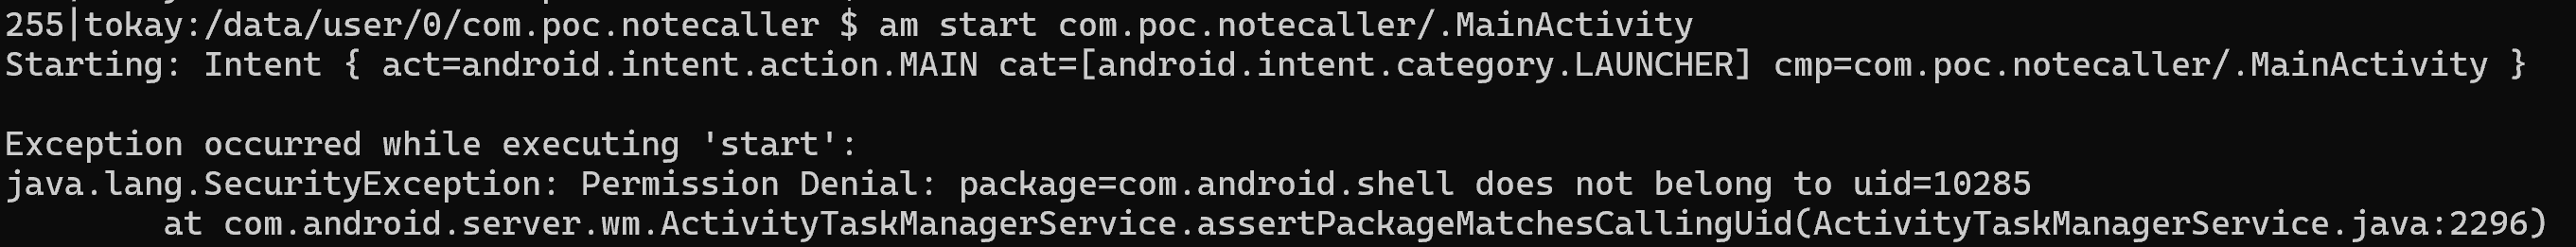 255|tokay:/data/user/0/com.poc.notecaller $ am start com.poc.notecaller/.MainActivity
Starting: Intent { act=android.intent.action.MAIN cat=[android.intent.category.LAUNCHER] cmp=com.poc.notecaller/.MainActivity }
Exception occurred while executing 'start':
java.lang.SecurityException: Permission Denial: package=com.android.shell does not belong to uid=10285
at com.android.server.wm.ActivityTaskManagerService.assertPackageMatchesCallingUid(ActivityTaskManagerService.java:2296)